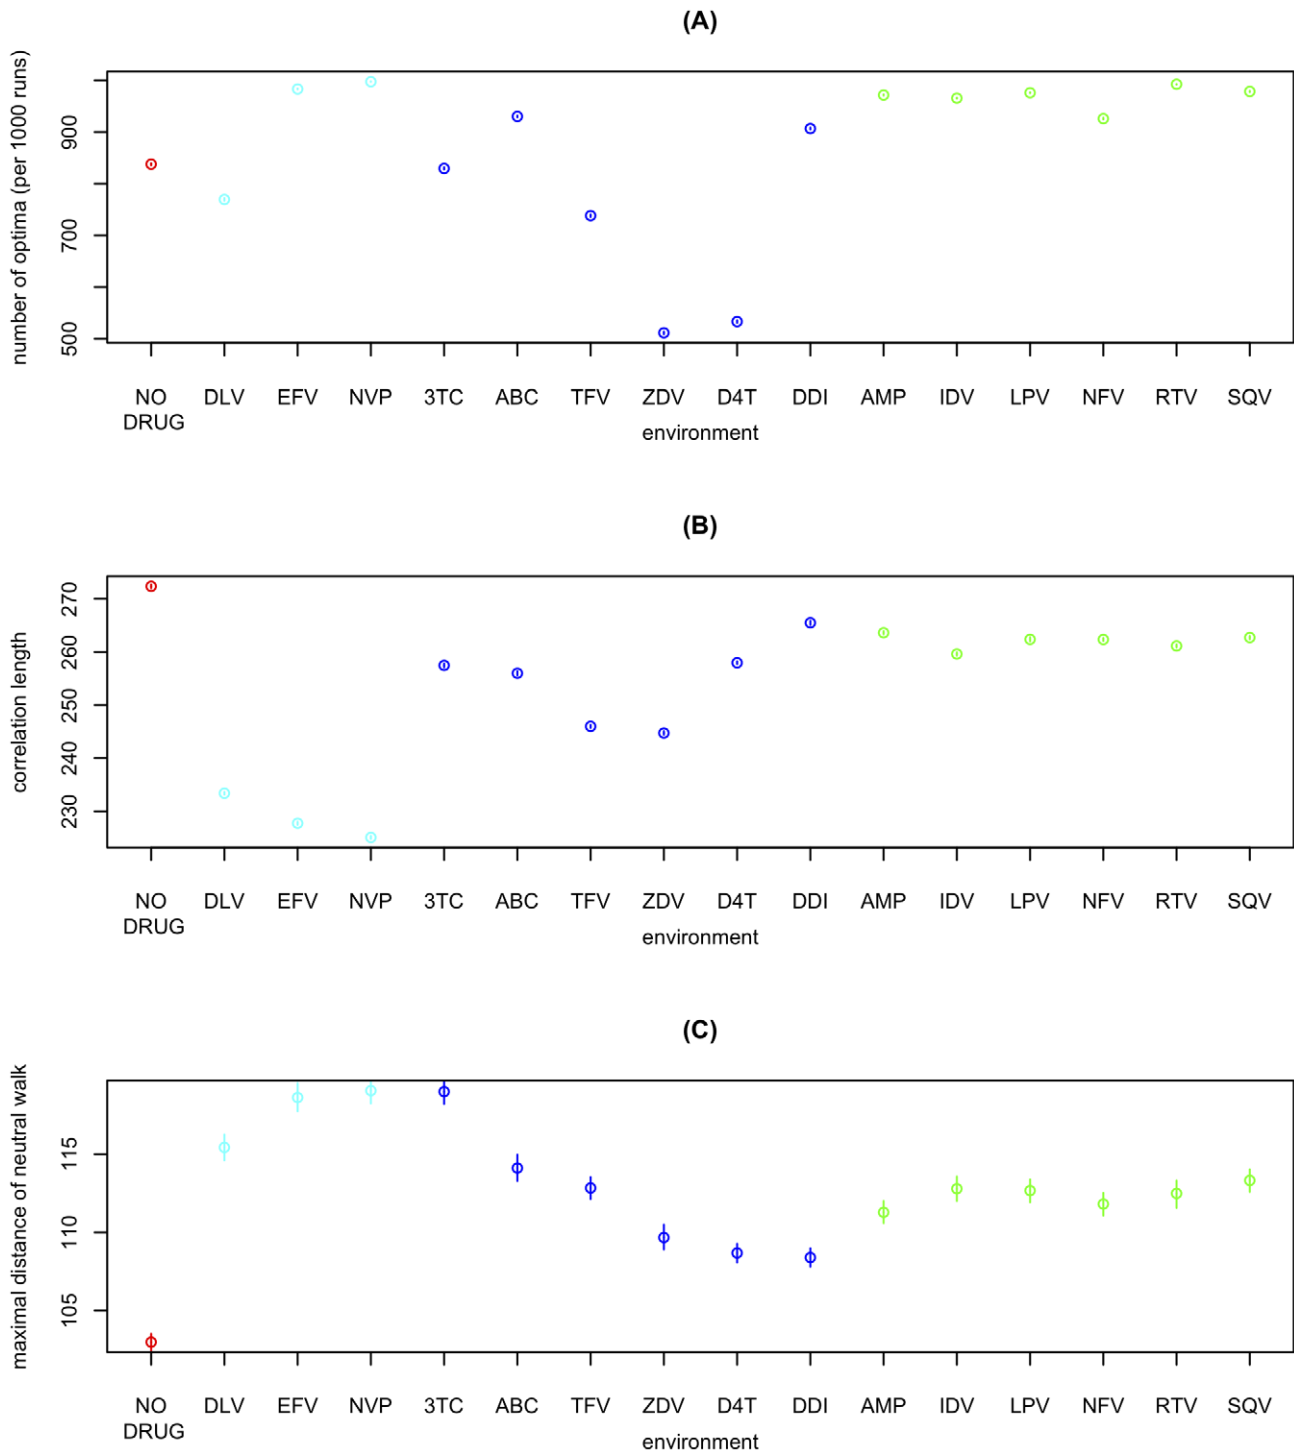 (A)
number of optima (per 1000 runs)
900
700
500
NO DRUG DLV EFV NVP 3TC ABC TFV ZDV D4T DDI AMP IDV LPV NFV RTV SQV
environment
(B)
correlation length
270
260
250
240
230
NO DRUG DLV EFV NVP 3TC ABC TFV ZDV D4T DDI AMP IDV LPV NFV RTV SQV
environment
(C)
maximal distance of neutral walk
115
110
105
NO DRUG DLV EFV NVP 3TC ABC TFV ZDV D4T DDI AMP IDV LPV NFV RTV SQV
environment